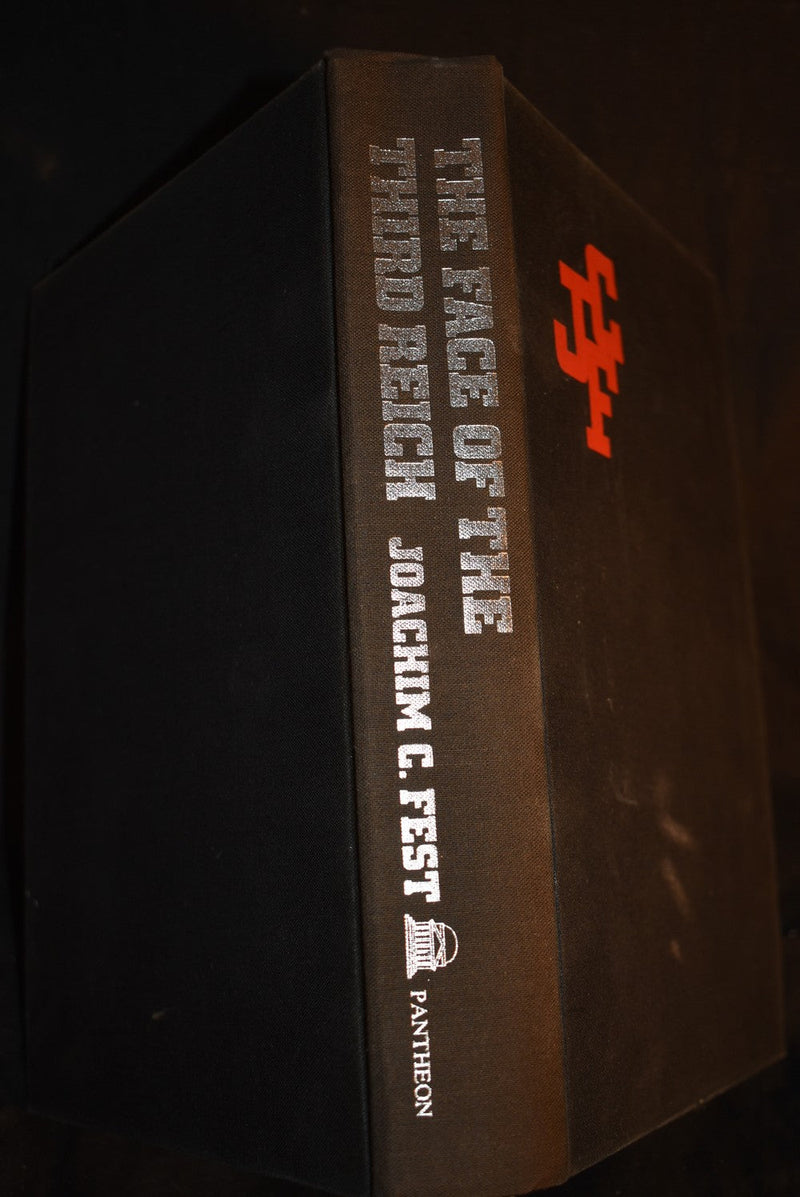 THE FACE OF THE
THIRD REICH
JOACHIM C. FEST
PANTHEON